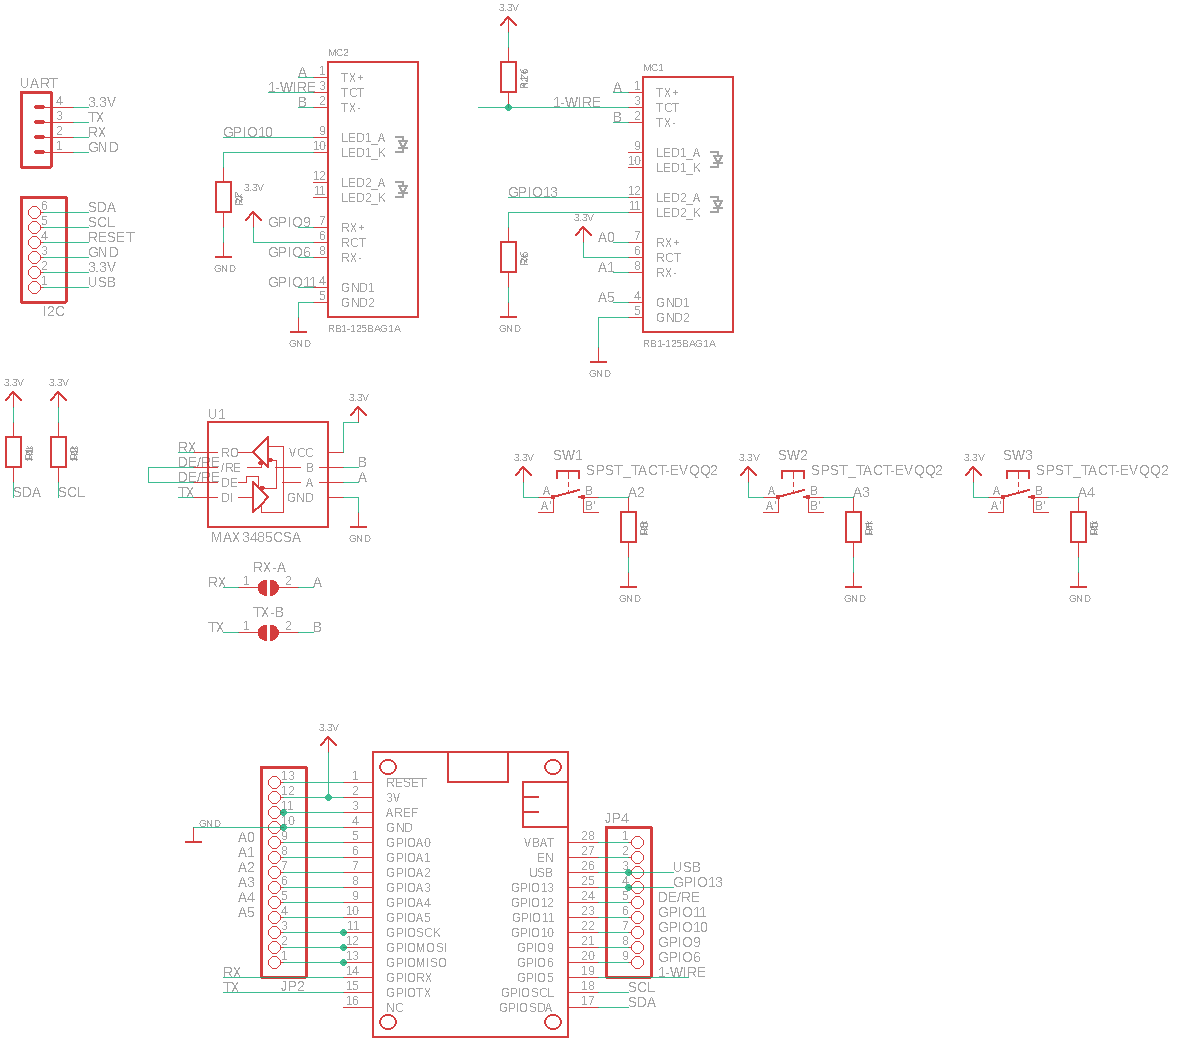 3.3V
MC2
MC1
A 1 TX+
1-WIRE 3 TCT
B 2 TX-
GPIO10 9 LED1_A
10 LED1_K
12 LED2_A
11 LED2_K
3.3V
GPIO9 7 RX+
6 RCT
GPIO6 8 RX-
GPIO11 4 GND1
5 GND2
GND
GND
RB1-125BAG1A
A 1 TX+
1-WIRE 3 TCT
B 2 TX-
9 LED1_A
10 LED1_K
GPIO13 12 LED2_A
11 LED2_K
3.3V
A0 7 RX+
6 RCT
A1 8 RX-
A5 4 GND1
5 GND2
GND
GND
RB1-125BAG1A
UART
4 3.3V
3 TX
2 RX
1 GND
6 SDA
5 SCL
4 RESET
3 GND
2 3.3V
1 USB
I2C
3.3V
3.3V
SDA
SCL
U1
3.3V
RX RO VCC
DE/RE /RE B B
DE/RE DE A A
TX DI GND
GND
MAX3485CSA
RX-A
RX 1 2 A
TX-B
TX 1 2 B
3.3V
SW1
SPST_TACT-EVQQ2
A B A2
A' B'
GND
3.3V
SW2
SPST_TACT-EVQQ2
A B A3
A' B'
GND
3.3V
SW3
SPST_TACT-EVQQ2
A B A4
A' B'
GND
3.3V
13 1 RESET
12 2 3V
11 3 AREF
GND 10 4 GND
A0 9 5 GPIOA0
A1 8 6 GPIOA1
A2 7 7 GPIOA2
A3 6 8 GPIOA3
A4 5 9 GPIOA4
A5 4 10 GPIOA5
3 11 GPIOSCK
2 12 GPIOMOSI
1 13 GPIOMISO
RX 14 GPIORX
TX 15 GPIOTX
16 NC
JP2
JP4
VBAT 28 1
EN 27 2
USB 26 3 USB
GPIO13 25 4 GPIO13
GPIO12 24 5 DE/RE
GPIO11 23 6 GPIO11
GPIO10 22 7 GPIO10
GPIO9 21 8 GPIO9
GPIO6 20 9 GPIO6
GPIO5 19 1-WIRE
GPIOSCL 18 SCL
GPIOSDA 17 SDA